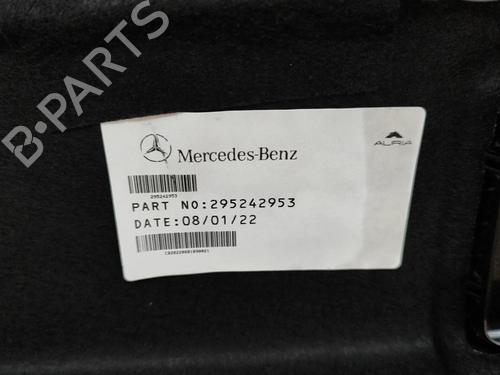 B-PARTS
Mercedes-Benz
AURIA
295242953
PART NO:295242953
DATE:08/01/22